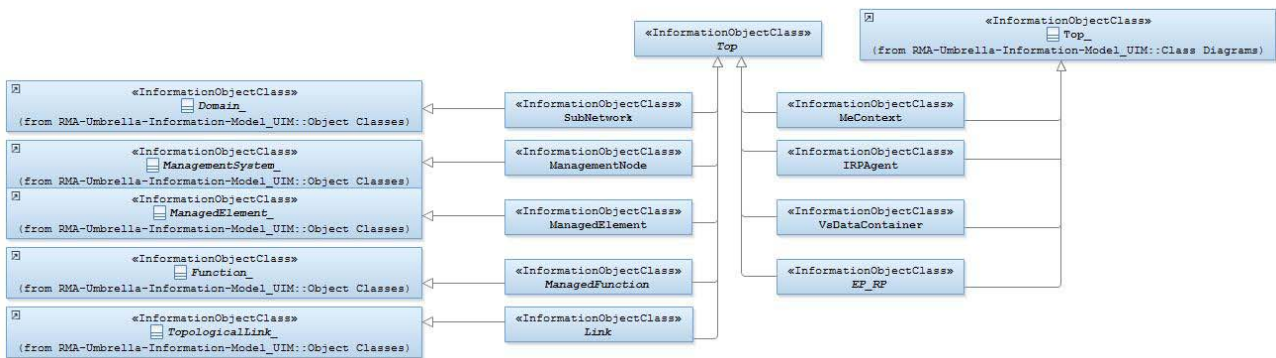 «InformationObjectClass»
Top
«InformationObjectClass»
Top_
(from RMA-Umbrella-Information-Model_UIM::Class Diagrams)
«InformationObjectClass»
Domain_
(from RMA-Umbrella-Information-Model_UIM::Object Classes)
«InformationObjectClass»
SubNetwork
«InformationObjectClass»
MeContext
«InformationObjectClass»
ManagementSystem_
(from RMA-Umbrella-Information-Model_UIM::Object Classes)
«InformationObjectClass»
ManagementNode
«InformationObjectClass»
IRPAgent
«InformationObjectClass»
ManagedElement_
(from RMA-Umbrella-Information-Model_UIM::Object Classes)
«InformationObjectClass»
ManagedElement
«InformationObjectClass»
VsDataContainer
«InformationObjectClass»
Function_
(from RMA-Umbrella-Information-Model_UIM::Object Classes)
«InformationObjectClass»
ManagedFunction
«InformationObjectClass»
EP_RP
«InformationObjectClass»
TopologicalLink_
(from RMA-Umbrella-Information-Model_UIM::Object Classes)
«InformationObjectClass»
Link